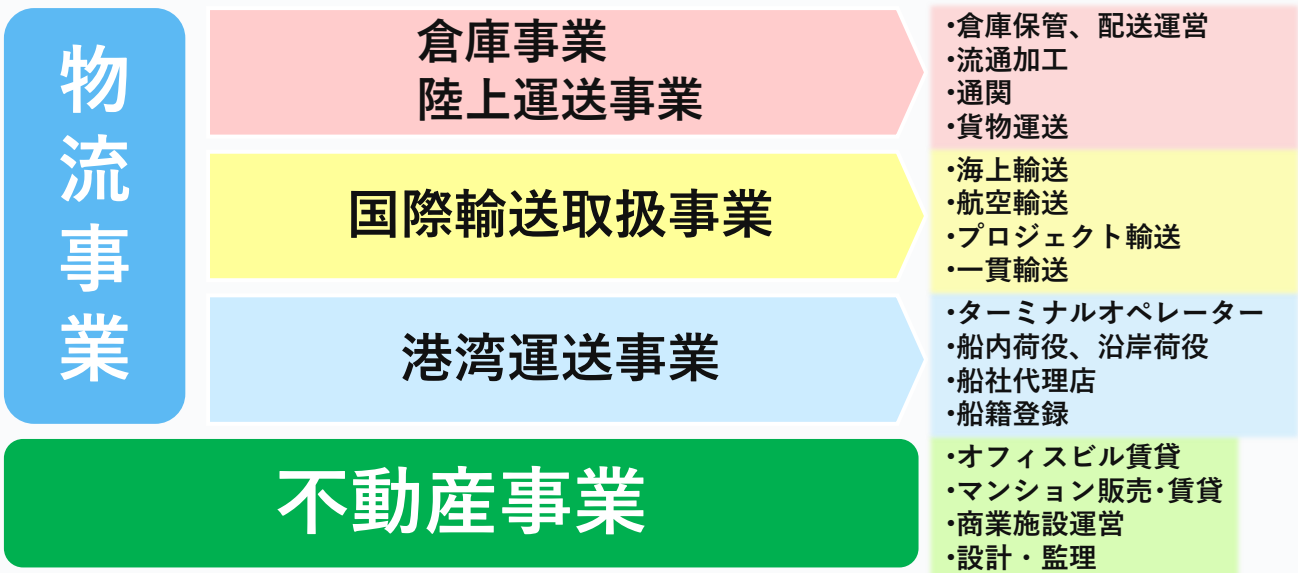 物流事業
倉庫事業
陸上運送事業
・倉庫保管、配送運営
・流通加工
・通関
・貨物運送
国際輸送取扱事業
・海上輸送
・航空輸送
・プロジェクト輸送
・一貫輸送
港湾運送事業
・ターミナルオペレーター
・船内荷役、沿岸荷役
・船社代理店
・船籍登録
不動産事業
・オフィスビル賃貸
・マンション販売・賃貸
・商業施設運営
・設計・監理